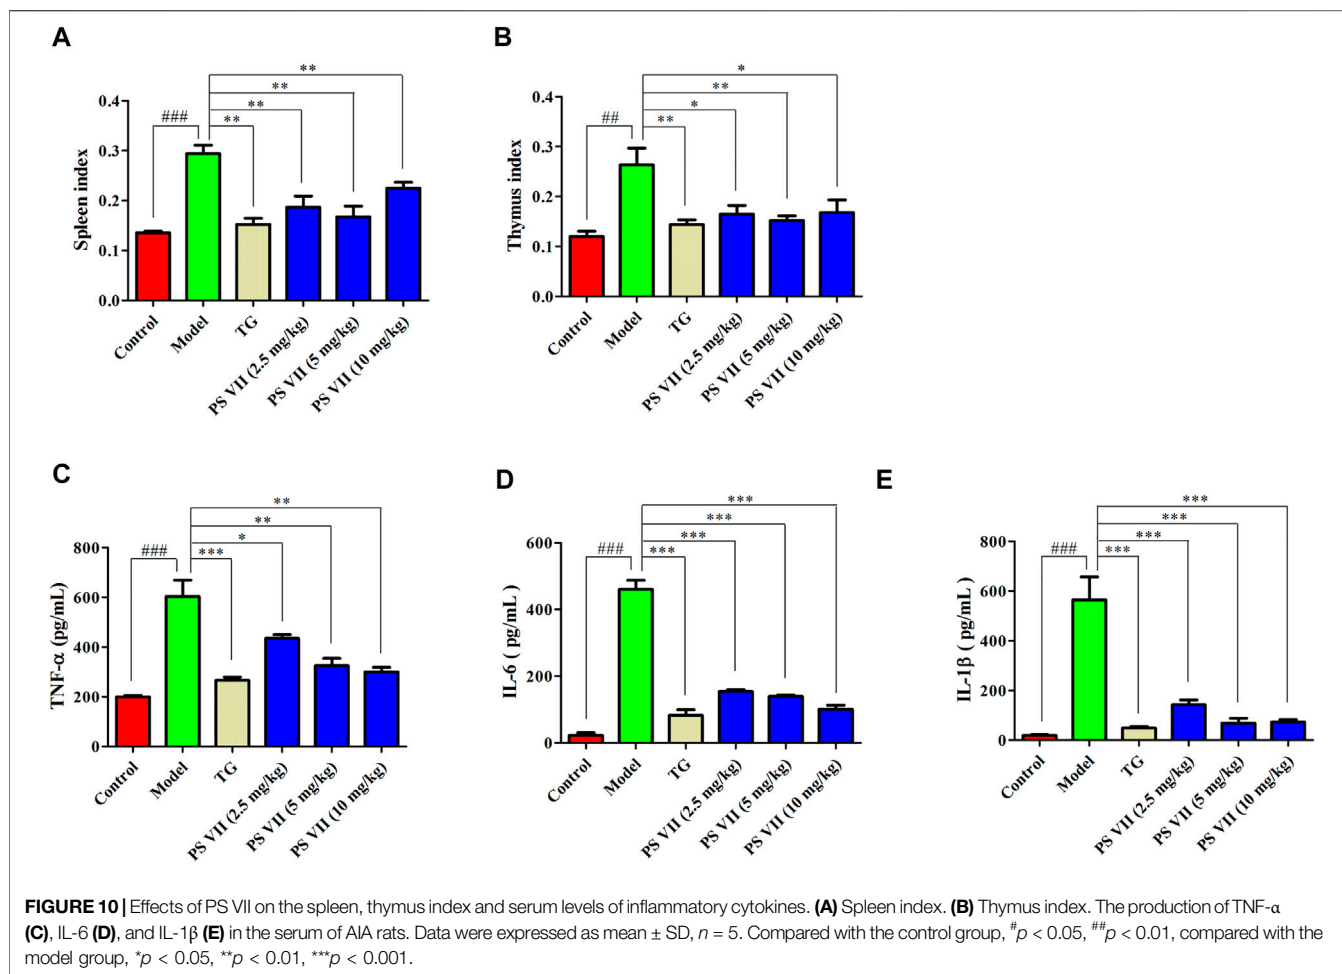 A
B
**
**
**
###
**
0.4
0.3
0.2
0.1
0.0
Spleen index
Control
Model
TG
PS VII (2.5 mg/kg)
PS VII (5 mg/kg)
PS VII (10 mg/kg)
*
**
*
##
**
0.4
0.3
0.2
0.1
0.0
Thymus index
Control
Model
TG
PS VII (2.5 mg/kg)
PS VII (5 mg/kg)
PS VII (10 mg/kg)
C
D
E
**
**
*
###
***
800
600
400
200
0
TNF-α (pg/mL)
Control
Model
TG
PS VII (2.5 mg/kg)
PS VII (5 mg/kg)
PS VII (10 mg/kg)
***
***
***
###
***
600
400
200
0
IL-6 ( pg/mL )
Control
Model
TG
PS VII (2.5 mg/kg)
PS VII (5 mg/kg)
PS VII (10 mg/kg)
***
***
***
###
***
800
600
400
200
0
IL-1β ( pg/mL )
Control
Model
TG
PS VII (2.5 mg/kg)
PS VII (5 mg/kg)
PS VII (10 mg/kg)
FIGURE 10 | Effects of PS VII on the spleen, thymus index and serum levels of inflammatory cytokines. (A) Spleen index. (B) Thymus index. The production of TNF-α
(C), IL-6 (D), and IL-1β (E) in the serum of AIA rats. Data were expressed as mean ± SD, n = 5. Compared with the control group, #p < 0.05, ##p < 0.01, compared with the
model group, *p < 0.05, **p < 0.01, ***p < 0.001.